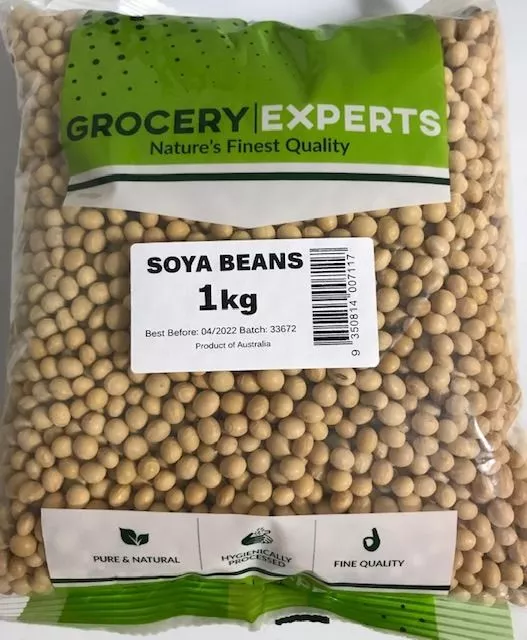 GROCERY|EXPERTS
Nature's Finest Quality
SOYA BEANS
1kg
Best Before: 04/2022 Batch: 33672
Product of Australia
9 350814 007117
PURE & NATURAL
HYGIENICALLY
PROCESSED
FINE QUALITY